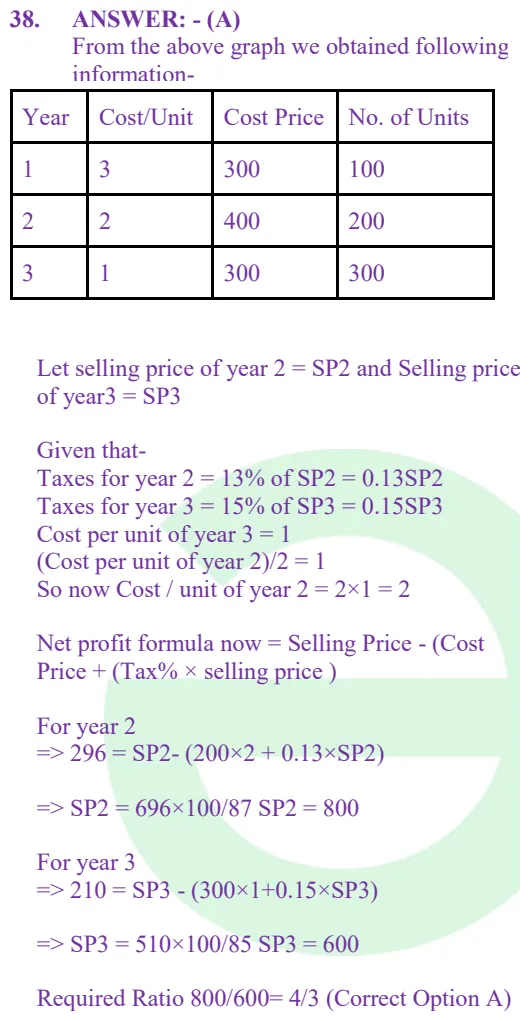 38. ANSWER: - (A)
From the above graph we obtained following
information-
Year Cost/Unit Cost Price No. of Units
1 3 300 100
2 2 400 200
3 1 300 300
Let selling price of year 2 = SP2 and Selling price
of year3 = SP3
Given that-
Taxes for year 2 = 13% of SP2 = 0.13SP2
Taxes for year 3 = 15% of SP3 = 0.15SP3
Cost per unit of year 3 = 1
(Cost per unit of year 2)/2 = 1
So now Cost / unit of year 2 = 2×1 = 2
Net profit formula now = Selling Price - (Cost
Price + (Tax% × selling price )
For year 2
=> 296 = SP2- (200×2 + 0.13×SP2)
=> SP2 = 696×100/87 SP2 = 800
For year 3
=> 210 = SP3 - (300×1+0.15×SP3)
=> SP3 = 510×100/85 SP3 = 600
Required Ratio 800/600= 4/3 (Correct Option A)